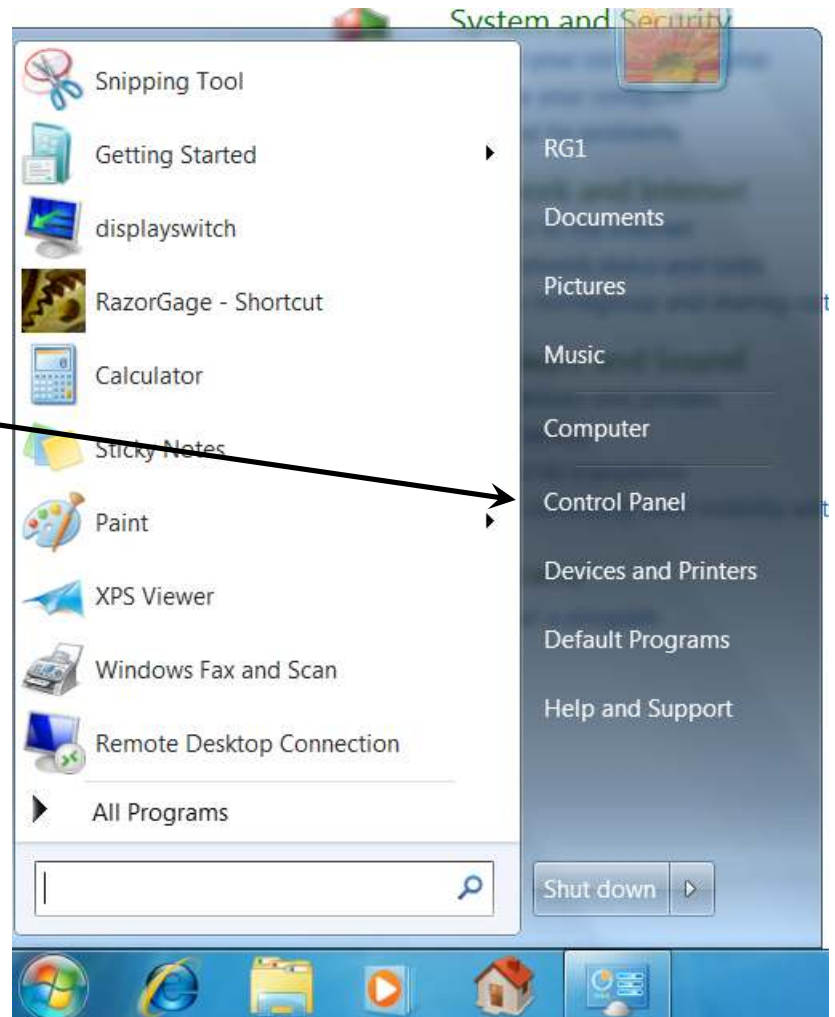 System and Security
Snipping Tool
Getting Started
displayswitch
RazorGage - Shortcut
Calculator
Sticky Notes
Paint
XPS Viewer
Windows Fax and Scan
Remote Desktop Connection
All Programs
RG1
Documents
Pictures
Music
Computer
Control Panel
Devices and Printers
Default Programs
Help and Support
Shut down